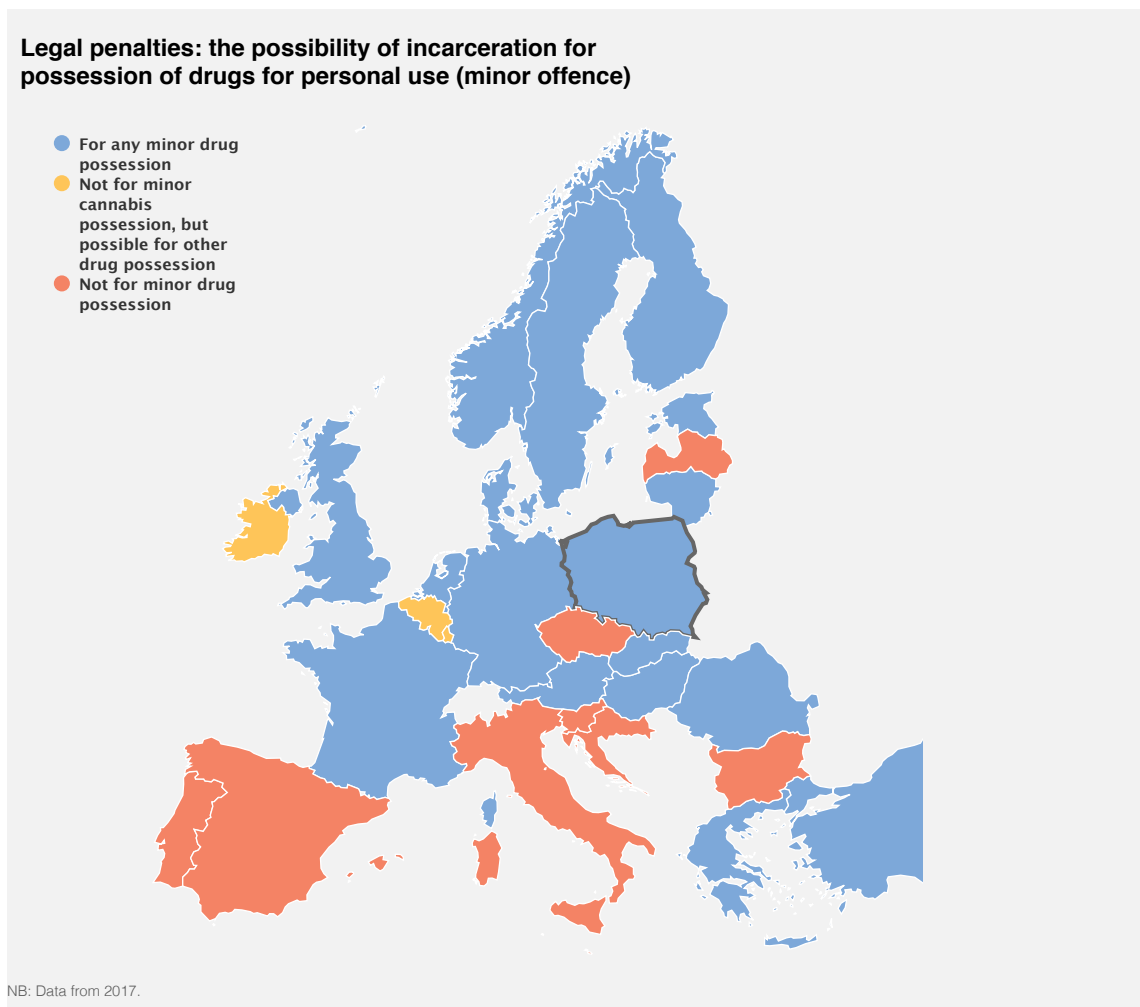 Legal penalties: the possibility of incarceration for
possession of drugs for personal use (minor offence)
For any minor drug
possession
Not for minor
cannabis
possession, but
possible for other
drug possession
Not for minor drug
possession
NB: Data from 2017.